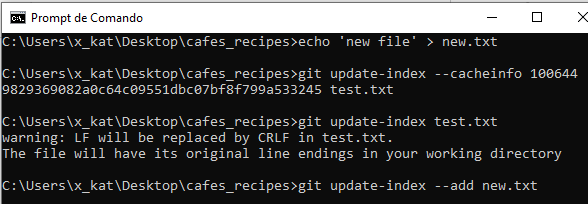 Prompt de Comando
C:\Users\x_kat\Desktop\cafes_recipes>echo 'new file' > new.txt
C:\Users\x_kat\Desktop\cafes_recipes>git update-index --cacheinfo 100644
9829369082a0c64c09551dbc07bf8f799a533245 test.txt
C:\Users\x_kat\Desktop\cafes_recipes>git update-index test.txt
warning: LF will be replaced by CRLF in test.txt.
The file will have its original line endings in your working directory
C:\Users\x_kat\Desktop\cafes_recipes>git update-index --add new.txt